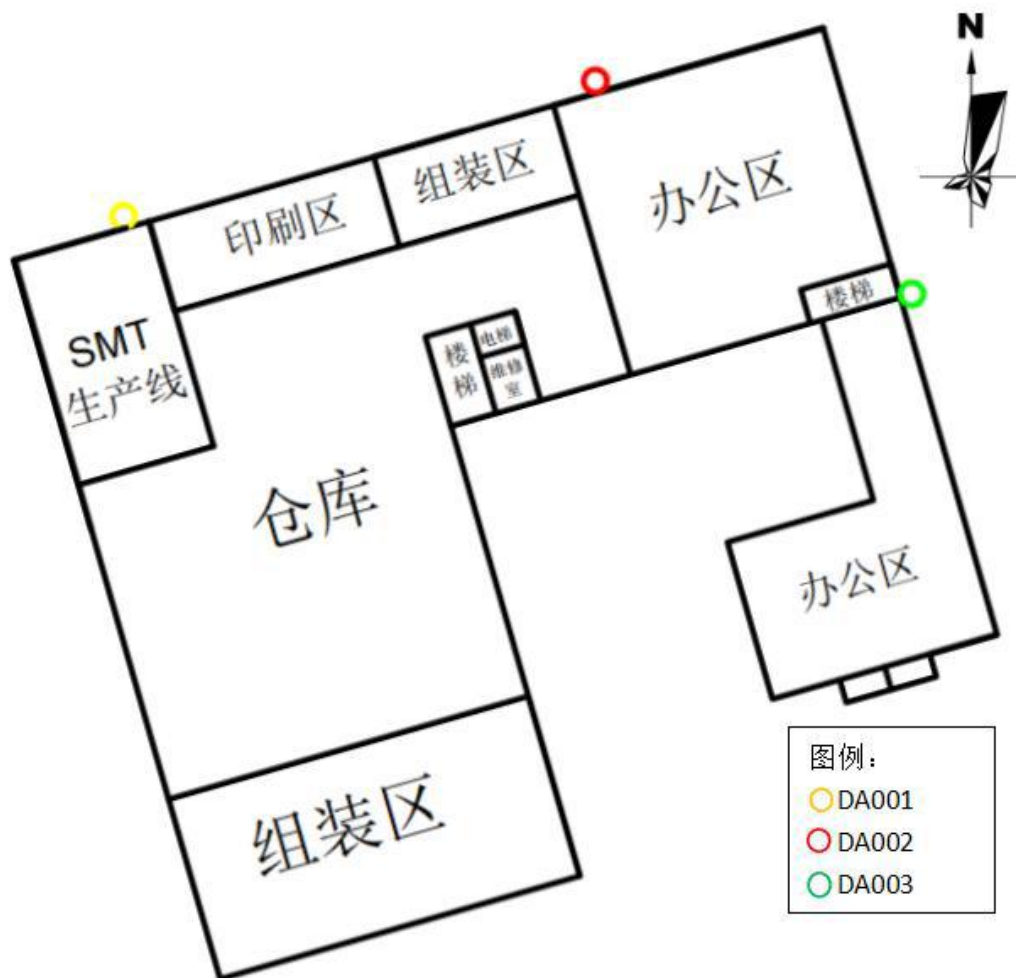 N
组装区
办公区
印刷区
楼梯
电梯
楼
梯
维修
室
SMT
生产线
仓库
办公区
组装区
图例：
DA001
DA002
DA003